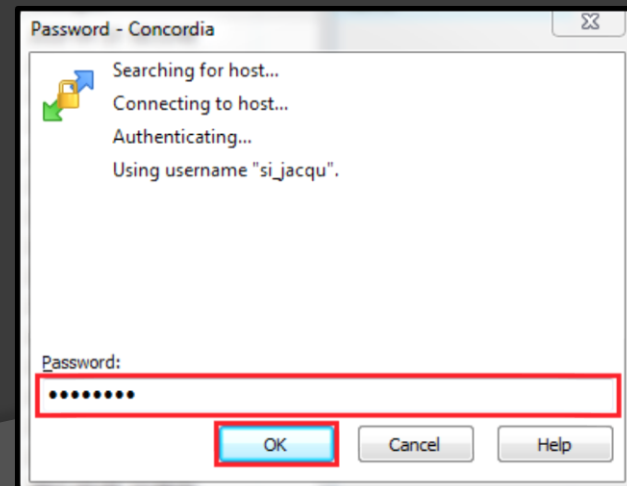 Password - Concordia
Searching for host...
Connecting to host...
Authenticating...
Using username "si_jacqu".
Password:
••••••••
OK Cancel Help